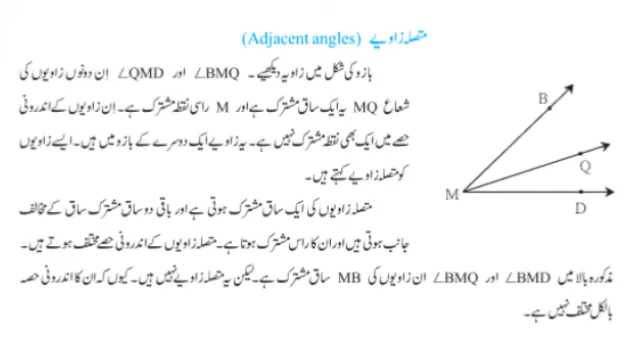 متصلہ زاویے (Adjacent angles)
بازو کی شکل میں زاویہ دیکھیے۔ ∠BMQ اور ∠QMD اِن دونوں زاویوں کی
شعاع MQ یہ ایک ساق مشترک ہے اور M راسی نقطہ مشترک ہے۔ اِن زاویوں کے اندرونی
حصے میں ایک بھی نقطہ مشترک نہیں ہے۔ یہ زاویے ایک دوسرے کے بازو میں ہیں۔ ایسے زاویوں
کو متصلہ زاویے کہتے ہیں۔
متصلہ زاویوں کی ایک ساق مشترک ہوتی ہے اور باقی دو ساق مشترک ساق کے مخالف
جانب ہوتی ہیں اور ان کا راس مشترک ہوتا ہے۔ متصلہ زاویوں کے اندرونی حصے مختلف ہوتے ہیں۔
مذکورہ بالا میں ∠BMD اور ∠BMQ ان زاویوں کی MB ساق مشترک ہے۔ لیکن یہ متصلہ زاویے نہیں ہیں۔ کیوں کہ ان کا اندرونی حصہ
بالکل مختلف نہیں ہے۔
B
Q
M
D